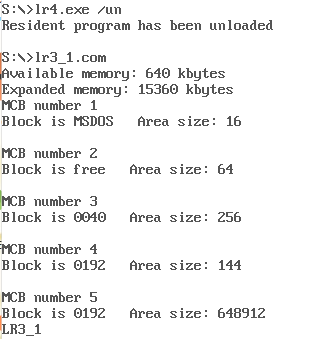 S:\>lr4.exe /un
Resident program has been unloaded
S:\>lr3_1.com
Available memory: 640 kbytes
Expanded memory: 15360 kbytes
MCB number 1
Block is MSDOS   Area size: 16
MCB number 2
Block is free   Area size: 64
MCB number 3
Block is 0040   Area size: 256
MCB number 4
Block is 0192   Area size: 144
MCB number 5
Block is 0192   Area size: 648912
LR3_1